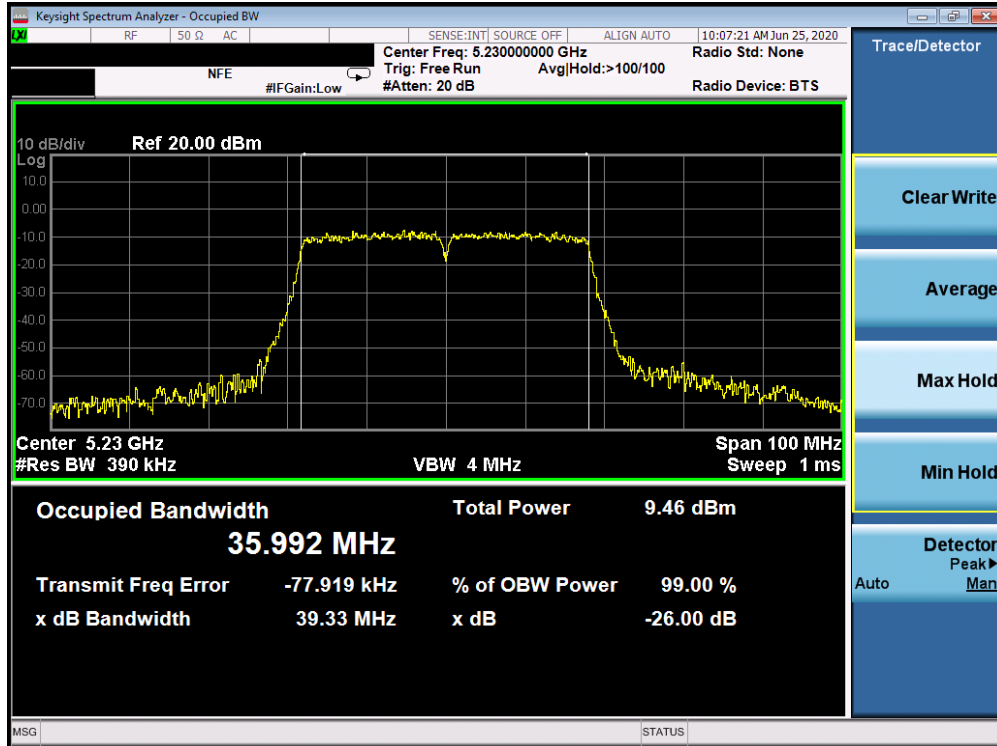 Keysight Spectrum Analyzer - Occupied BW
LXI RF 50 Ω AC SENSE:INT SOURCE OFF ALIGN AUTO 10:07:21 AM Jun 25, 2020
Center Freq: 5.230000000 GHz Radio Std: None
NFE Trig: Free Run Avg|Hold:>100/100
#IFGain:Low #Atten: 20 dB Radio Device: BTS
Trace/Detector
10 dB/div Ref 20.00 dBm
Log
10.0
0.00
-10.0
-20.0
-30.0
-40.0
-50.0
-60.0
-70.0
Center 5.23 GHz Span 100 MHz
#Res BW 390 kHz VBW 4 MHz Sweep 1 ms
Occupied Bandwidth Total Power 9.46 dBm
35.992 MHz
Transmit Freq Error -77.919 kHz % of OBW Power 99.00 %
x dB Bandwidth 39.33 MHz x dB -26.00 dB
Clear Write
Average
Max Hold
Min Hold
Detector
Peak▶
Auto Man
MSG STATUS